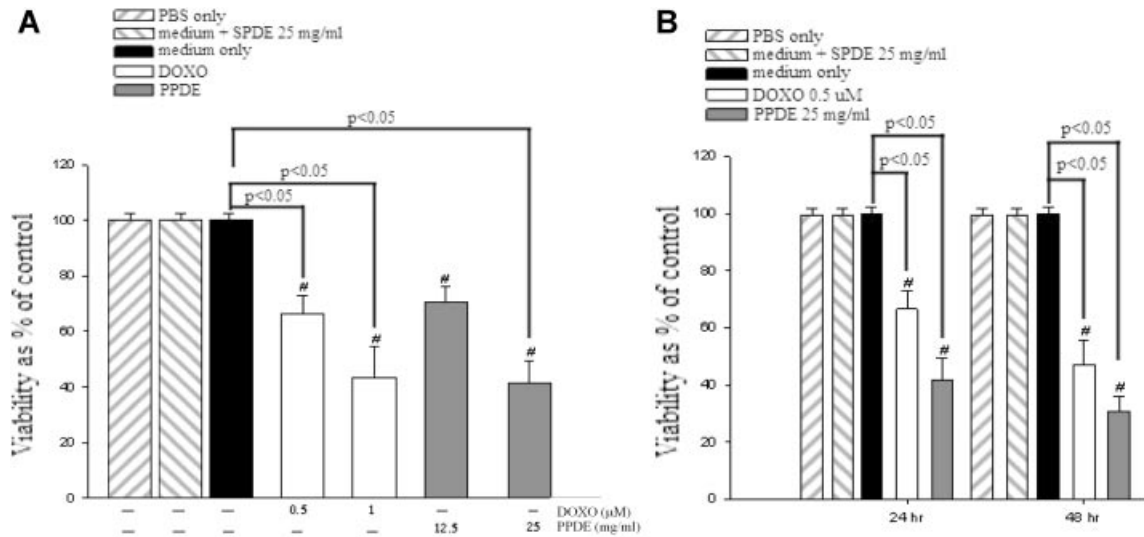 A
PBS only
medium + SPDE 25 mg/ml
medium only
DOXO
PPDE
p<0.05
p<0.05
p<0.05
120
100
80
60
40
20
0
Viability as % of control
#
#
#
#
– – – 0.5 1 – – DOXO (µM)
– – – – – 12.5 25 PPDE (mg/ml)
B
PBS only
medium + SPDE 25 mg/ml
medium only
DOXO 0.5 uM
PPDE 25 mg/ml
p<0.05
p<0.05
p<0.05
p<0.05
120
100
80
60
40
20
0
Viability as % of control
#
#
#
#
24 hr 48 hr